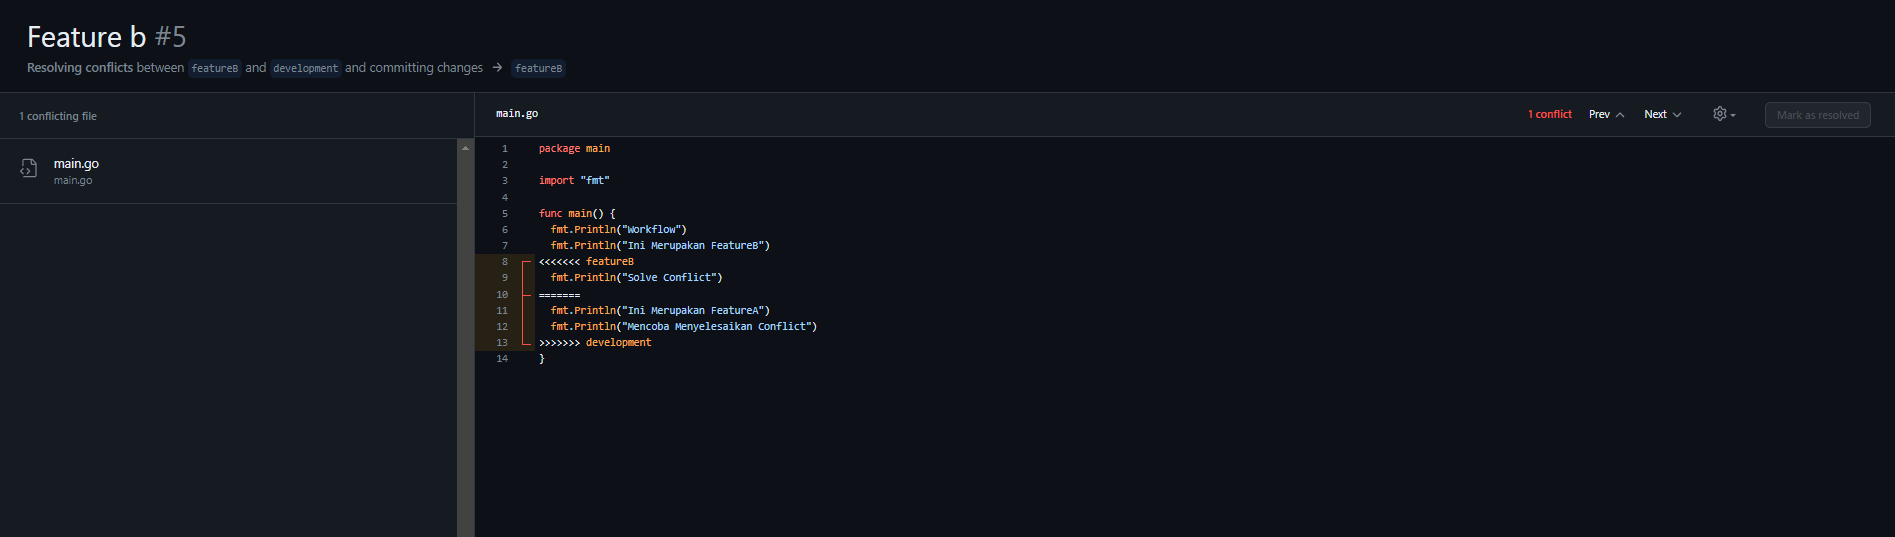 Feature b #5
Resolving conflicts between featureB and development and committing changes → featureB
1 conflicting file
main.go
main.go
main.go
1 conflict Prev Next Mark as resolved
1 package main
2
3 import "fmt"
4
5 func main() {
6 fmt.Println("Workflow")
7 fmt.Println("Ini Merupakan FeatureB")
8 <<<<<<< featureB
9 fmt.Println("Solve Conflict")
10 =======
11 fmt.Println("Ini Merupakan FeatureA")
12 fmt.Println("Mencoba Menyelesaikan Conflict")
13 >>>>>>> development
14 }